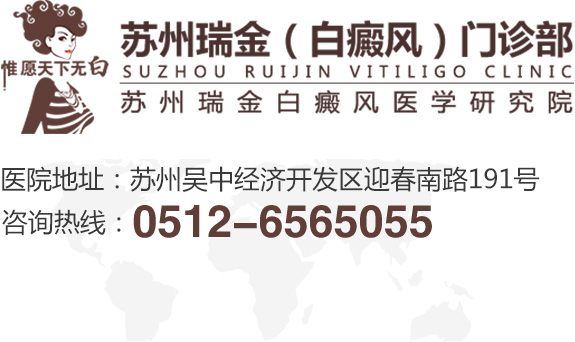 惟愿天下无白
苏州瑞金（白癜风）门诊部
SUZHOU RUIJIN VITILIGO CLINIC
苏州瑞金白癜风医学研究院
医院地址：苏州吴中经济开发区迎春南路191号
咨询热线：0512-6565055